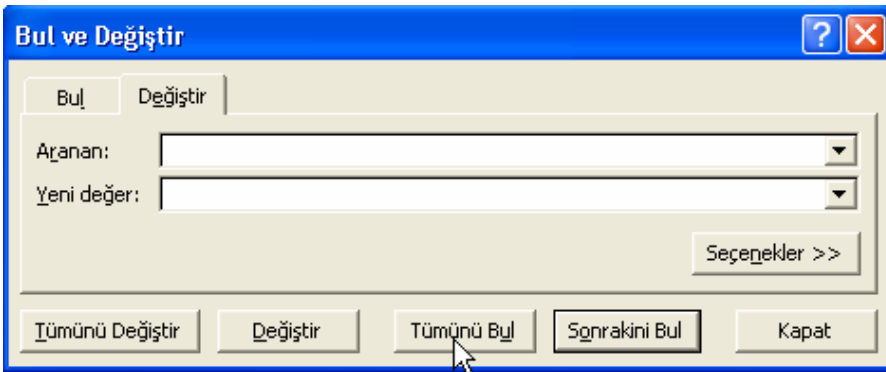 Bul ve Değiştir
Bul Değiştir
Aranan:
Yeni değer:
Seçenekler >>
Tümünü Değiştir Değiştir Tümünü Bul Sonrakini Bul Kapat